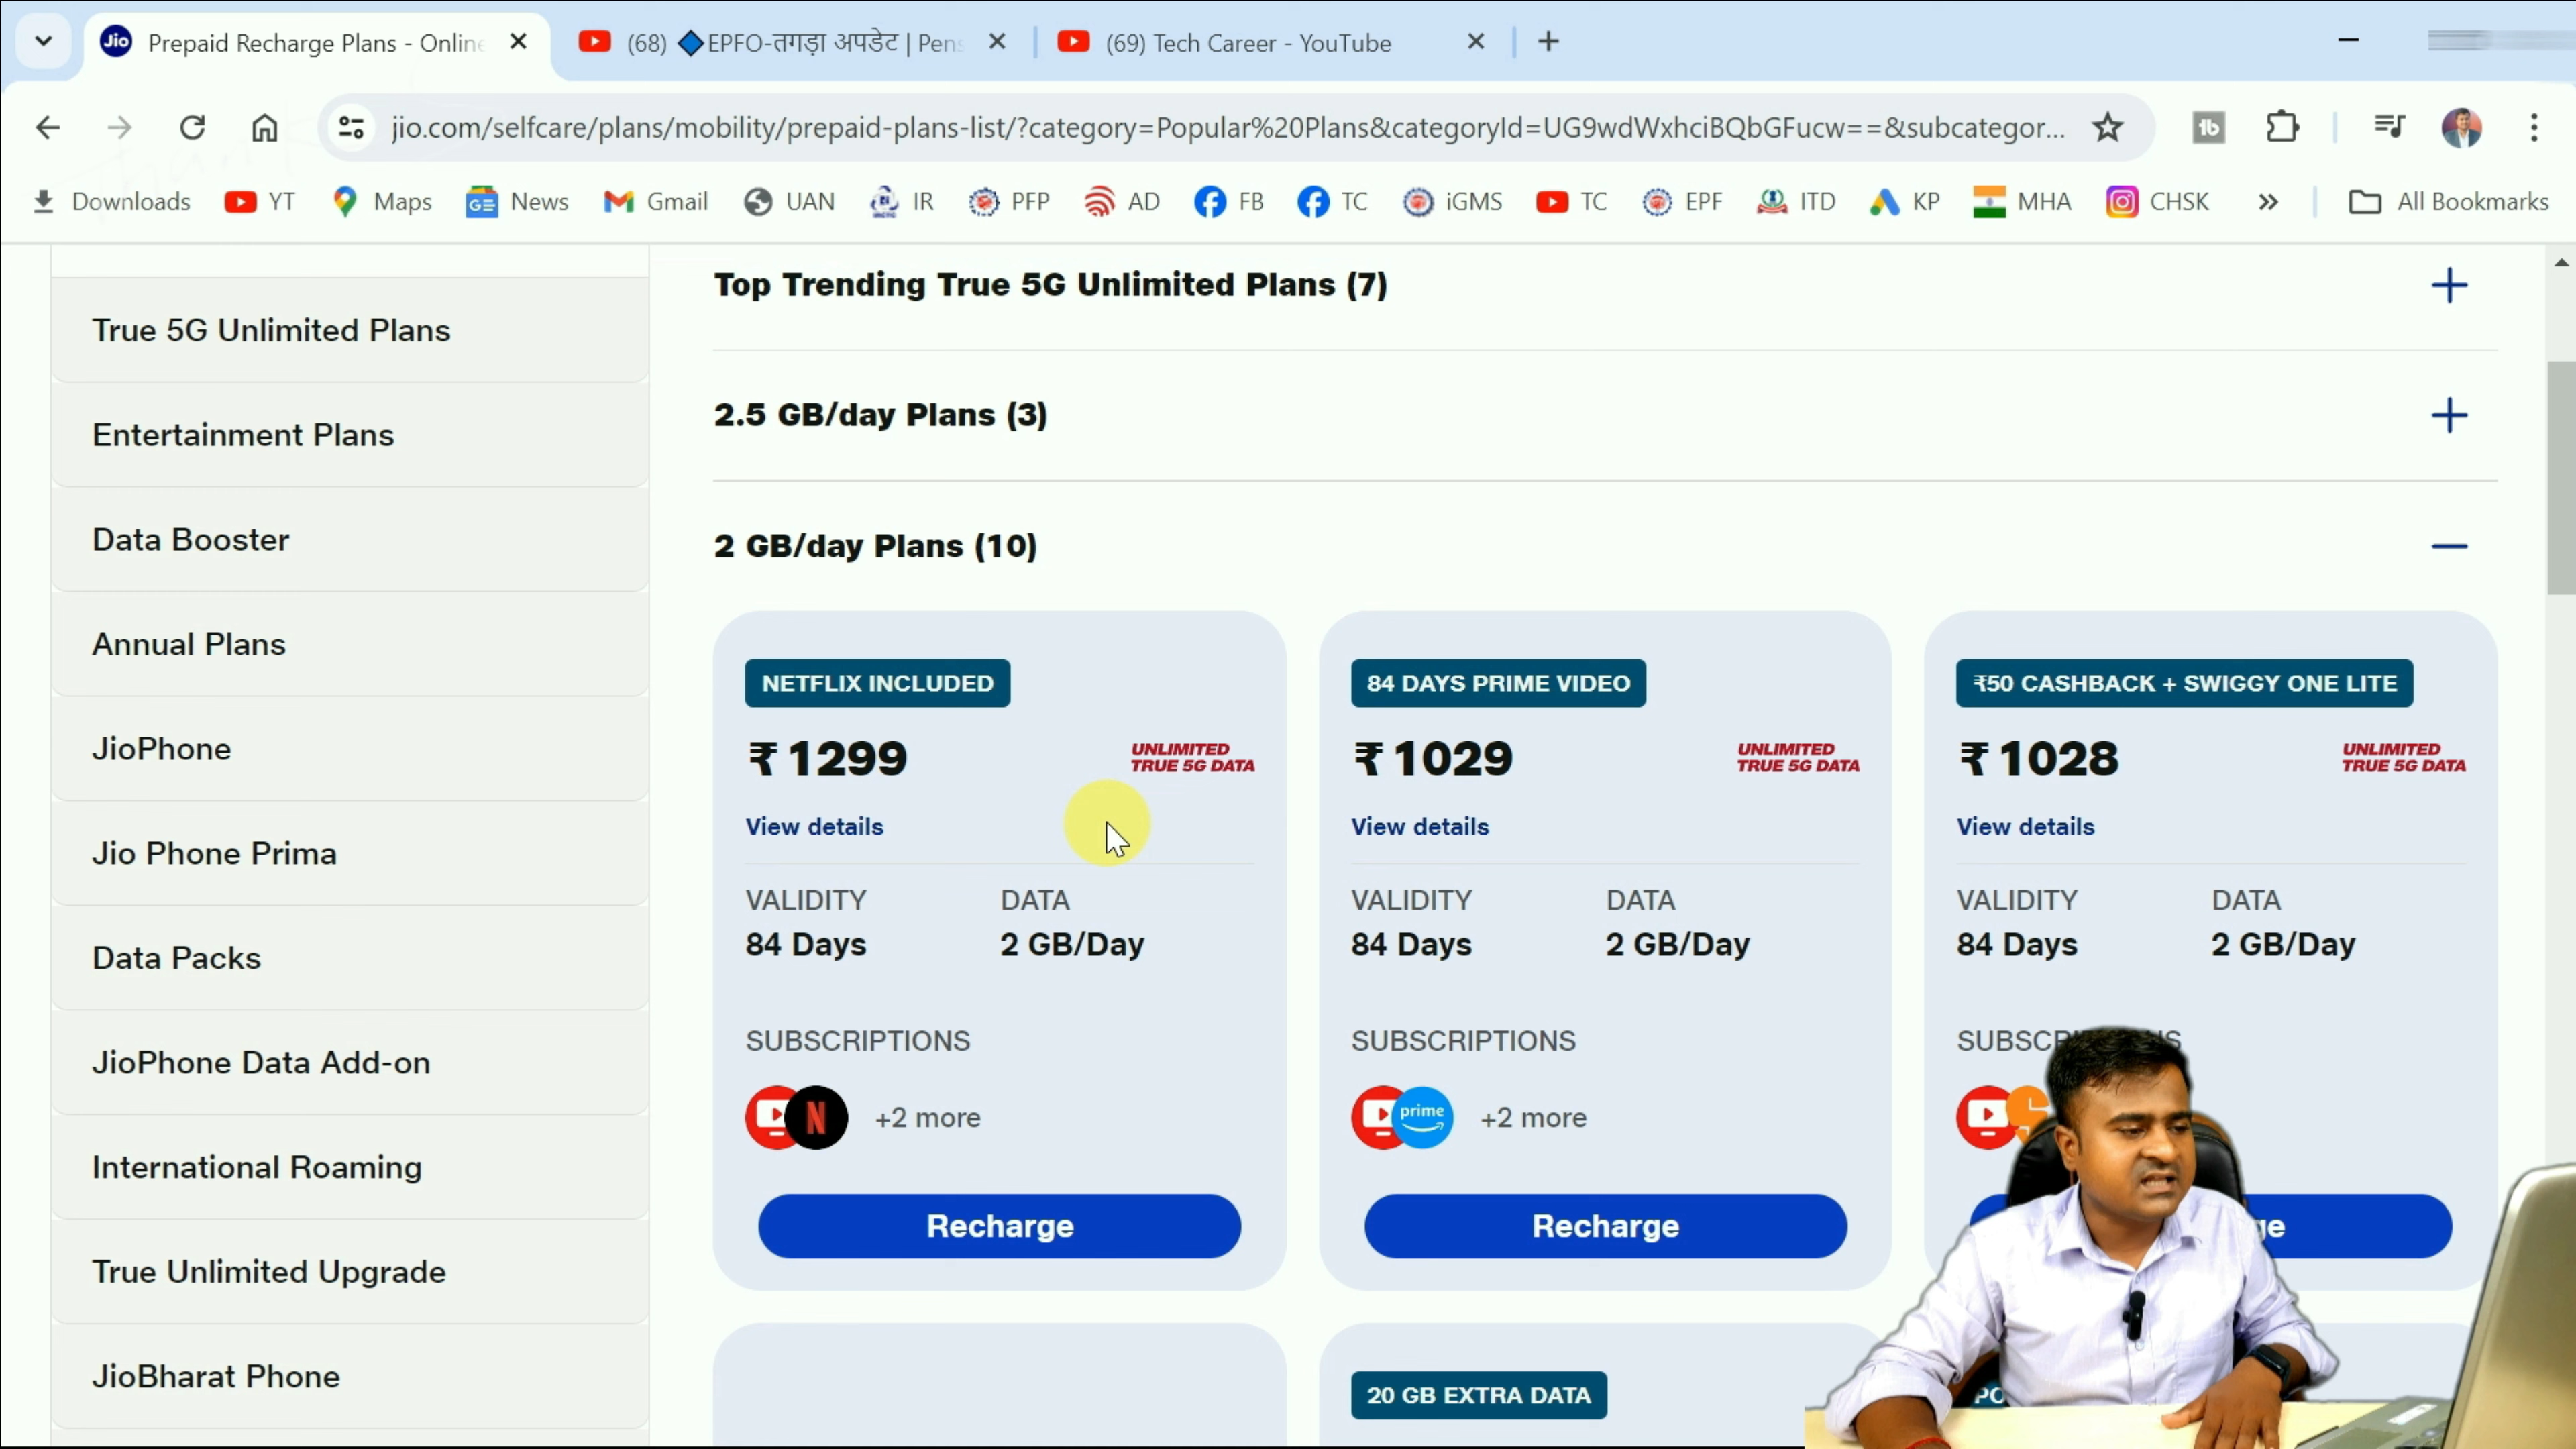 Jio Prepaid Recharge Plans - Online
(68) 🔷EPFO-तगड़ा अपडेट | Pens
(69) Tech Career - YouTube
jio.com/selfcare/plans/mobility/prepaid-plans-list/?category=Popular%20Plans&categoryId=UG9wdWxhciBQbGFucw==&subcategor...
Downloads YT Maps News Gmail UAN IR PFP AD FB TC iGMS TC EPF ITD KP MHA CHSK » All Bookmarks
True 5G Unlimited Plans
Entertainment Plans
Data Booster
Annual Plans
JioPhone
Jio Phone Prima
Data Packs
JioPhone Data Add-on
International Roaming
True Unlimited Upgrade
JioBharat Phone
Top Trending True 5G Unlimited Plans (7)
2.5 GB/day Plans (3)
2 GB/day Plans (10)
NETFLIX INCLUDED
₹ 1299
UNLIMITED
TRUE 5G DATA
View details
VALIDITY DATA
84 Days 2 GB/Day
SUBSCRIPTIONS
N +2 more
Recharge
84 DAYS PRIME VIDEO
₹ 1029
UNLIMITED
TRUE 5G DATA
View details
VALIDITY DATA
84 Days 2 GB/Day
SUBSCRIPTIONS
prime +2 more
Recharge
₹50 CASHBACK + SWIGGY ONE LITE
₹ 1028
UNLIMITED
TRUE 5G DATA
View details
VALIDITY DATA
84 Days 2 GB/Day
20 GB EXTRA DATA